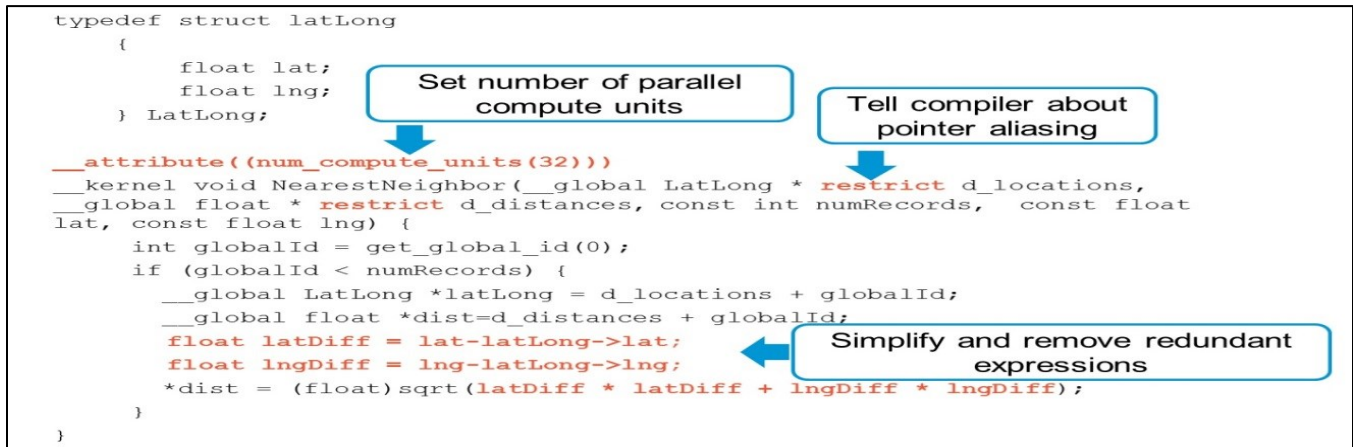 typedef struct latLong
{
float lat;
float lng;
} LatLong;
Set number of parallel
compute units
Tell compiler about
pointer aliasing
__attribute((num_compute_units(32)))
__kernel void NearestNeighbor(__global LatLong * restrict d_locations,
__global float * restrict d_distances, const int numRecords, const float
lat, const float lng) {
int globalId = get_global_id(0);
if (globalId < numRecords) {
__global LatLong *latLong = d_locations + globalId;
__global float *dist=d_distances + globalId;
float latDiff = lat-latLong->lat;
float lngDiff = lng-latLong->lng;
Simplify and remove redundant
expressions
*dist = (float)sqrt(latDiff * latDiff + lngDiff * lngDiff);
}
}